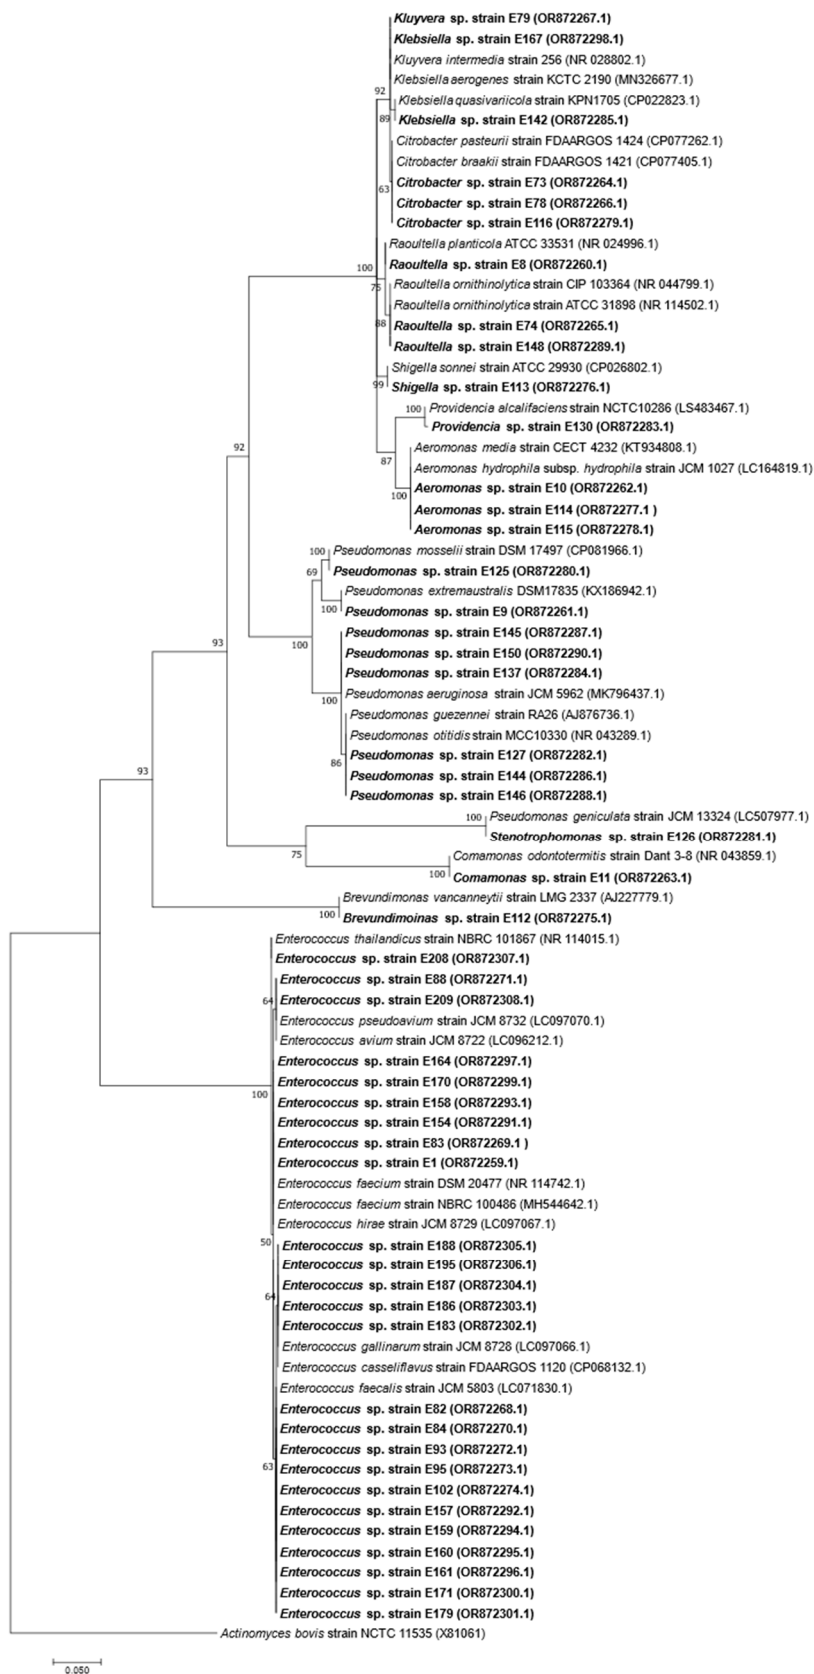 Kluyvera sp. strain E79 (OR872267.1)
Klebsiella sp. strain E167 (OR872298.1)
Kluyvera intermedia strain 256 (NR 028802.1)
Klebsiella aerogenes strain KCTC 2190 (MN326677.1)
92
Klebsiella quasivariicola strain KPN1705 (CP022823.1)
89
Klebsiella sp. strain E142 (OR872285.1)
Citrobacter pasteurii strain FDAARGOS 1424 (CP077262.1)
Citrobacter braakii strain FDAARGOS 1421 (CP077405.1)
63
Citrobacter sp. strain E73 (OR872264.1)
Citrobacter sp. strain E78 (OR872266.1)
Citrobacter sp. strain E116 (OR872279.1)
Raoultella planticola ATCC 33531 (NR 024996.1)
100
Raoultella sp. strain E8 (OR872260.1)
75
Raoultella ornithinolytica strain CIP 103364 (NR 044799.1)
Raoultella ornithinolytica strain ATCC 31898 (NR 114502.1)
88
Raoultella sp. strain E74 (OR872265.1)
Raoultella sp. strain E148 (OR872289.1)
Shigella sonnei strain ATCC 29930 (CP026802.1)
99
Shigella sp. strain E113 (OR872276.1)
100
Providencia alcalifaciens strain NCTC10286 (LS483467.1)
Providencia sp. strain E130 (OR872283.1)
92
87
Aeromonas media strain CECT 4232 (KT934808.1)
Aeromonas hydrophila subsp. hydrophila strain JCM 1027 (LC164819.1)
100
Aeromonas sp. strain E10 (OR872262.1)
Aeromonas sp. strain E114 (OR872277.1 )
Aeromonas sp. strain E115 (OR872278.1)
100
Pseudomonas mosselii strain DSM 17497 (CP081966.1)
69
Pseudomonas sp. strain E125 (OR872280.1)
Pseudomonas extremaustralis DSM17835 (KX186942.1)
100
Pseudomonas sp. strain E9 (OR872261.1)
93
100
Pseudomonas sp. strain E145 (OR872287.1)
Pseudomonas sp. strain E150 (OR872290.1)
Pseudomonas sp. strain E137 (OR872284.1)
100
Pseudomonas aeruginosa strain JCM 5962 (MK796437.1)
Pseudomonas guezennei strain RA26 (AJ876736.1)
Pseudomonas otitidis strain MCC10330 (NR 043289.1)
86
Pseudomonas sp. strain E127 (OR872282.1)
93
Pseudomonas sp. strain E144 (OR872286.1)
Pseudomonas sp. strain E146 (OR872288.1)
100
Pseudomonas geniculata strain JCM 13324 (LC507977.1)
Stenotrophomonas sp. strain E126 (OR872281.1)
75
Comamonas odontotermitis strain Dant 3-8 (NR 043859.1)
100
Comamonas sp. strain E11 (OR872263.1)
Brevundimonas vancanneytii strain LMG 2337 (AJ227779.1)
100
Brevundimoinas sp. strain E112 (OR872275.1)
Enterococcus thailandicus strain NBRC 101867 (NR 114015.1)
Enterococcus sp. strain E208 (OR872307.1)
Enterococcus sp. strain E88 (OR872271.1)
64
Enterococcus sp. strain E209 (OR872308.1)
Enterococcus pseudoavium strain JCM 8732 (LC097070.1)
Enterococcus avium strain JCM 8722 (LC096212.1)
Enterococcus sp. strain E164 (OR872297.1)
100
Enterococcus sp. strain E170 (OR872299.1)
Enterococcus sp. strain E158 (OR872293.1)
Enterococcus sp. strain E154 (OR872291.1)
Enterococcus sp. strain E83 (OR872269.1 )
Enterococcus sp. strain E1 (OR872259.1)
Enterococcus faecium strain DSM 20477 (NR 114742.1)
Enterococcus faecium strain NBRC 100486 (MH544642.1)
Enterococcus hirae strain JCM 8729 (LC097067.1)
50
Enterococcus sp. strain E188 (OR872305.1)
Enterococcus sp. strain E195 (OR872306.1)
Enterococcus sp. strain E187 (OR872304.1)
64
Enterococcus sp. strain E186 (OR872303.1)
Enterococcus sp. strain E183 (OR872302.1)
Enterococcus gallinarum strain JCM 8728 (LC097066.1)
Enterococcus casseliflavus strain FDAARGOS 1120 (CP068132.1)
Enterococcus faecalis strain JCM 5803 (LC071830.1)
Enterococcus sp. strain E82 (OR872268.1)
Enterococcus sp. strain E84 (OR872270.1)
Enterococcus sp. strain E93 (OR872272.1)
63
Enterococcus sp. strain E95 (OR872273.1)
Enterococcus sp. strain E102 (OR872274.1)
Enterococcus sp. strain E157 (OR872292.1)
Enterococcus sp. strain E159 (OR872294.1)
Enterococcus sp. strain E160 (OR872295.1)
Enterococcus sp. strain E161 (OR872296.1)
Enterococcus sp. strain E171 (OR872300.1)
Enterococcus sp. strain E179 (OR872301.1)
Actinomyces bovis strain NCTC 11535 (X81061)
0.050